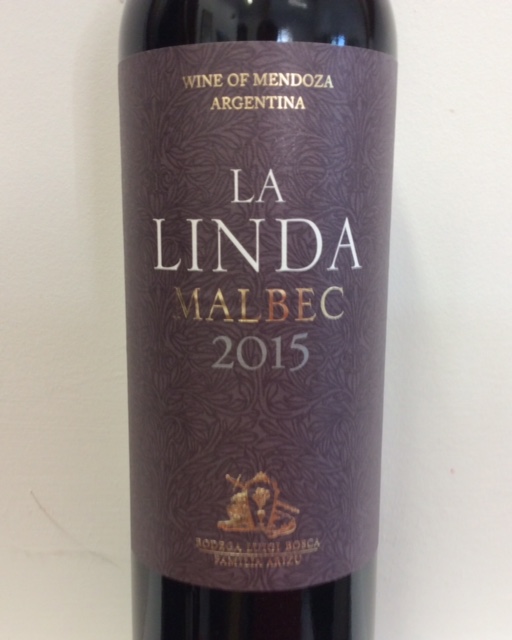 WINE OF MENDOZA
ARGENTINA
LA
LINDA
MALBEC
2015
BODEGA LUIGI BOSCA
FAMILIA ARIZU